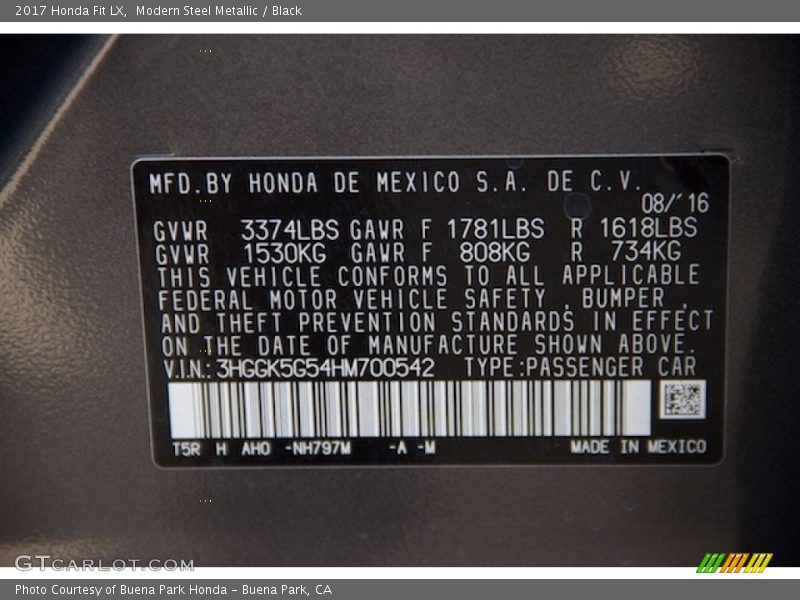 2017 Honda Fit LX,  Modern Steel Metallic / Black
MFD.BY HONDA DE MEXICO S.A. DE C.V.
08/'16
GVWR 3374LBS GAWR F 1781LBS R 1618LBS
GVWR 1530KG GAWR F 808KG R 734KG
THIS VEHICLE CONFORMS TO ALL APPLICABLE
FEDERAL MOTOR VEHICLE SAFETY , BUMPER ,
AND THEFT PREVENTION STANDARDS IN EFFECT
ON THE DATE OF MANUFACTURE SHOWN ABOVE.
V.I.N.: 3HGGK5G54HM700542 TYPE:PASSENGER CAR
T5R H AHO -NH797M -A -M MADE IN MEXICO
GTCARLOT.COM
Photo Courtesy of Buena Park Honda - Buena Park, CA